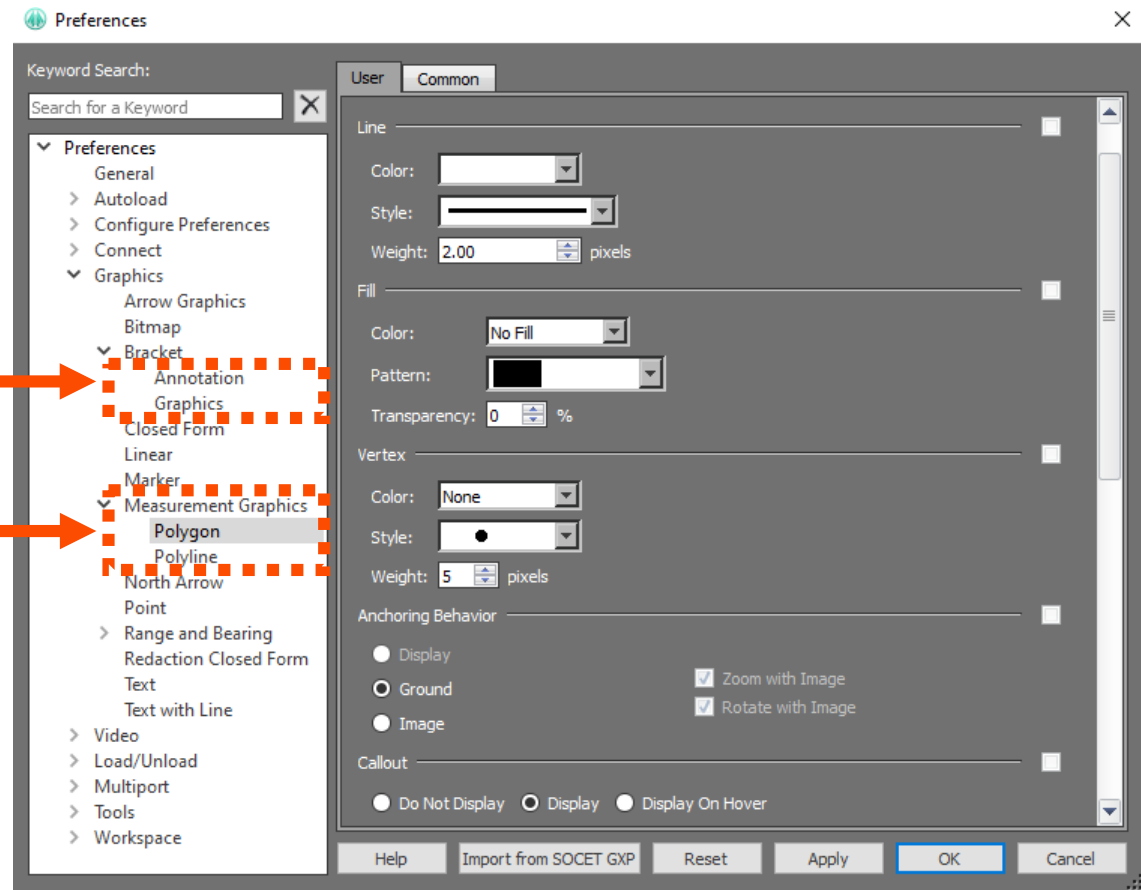 Preferences
Keyword Search:
Search for a Keyword
Preferences
General
Autoload
Configure Preferences
Connect
Graphics
Arrow Graphics
Bitmap
Bracket
Annotation
Graphics
Closed Form
Linear
Marker
Measurement Graphics
Polygon
Polyline
North Arrow
Point
Range and Bearing
Redaction Closed Form
Text
Text with Line
Video
Load/Unload
Multiport
Tools
Workspace
User Common
Line
Color:
Style:
Weight: 2.00 pixels
Fill
Color: No Fill
Pattern:
Transparency: 0 %
Vertex
Color: None
Style:
Weight: 5 pixels
Anchoring Behavior
Display
Ground
Image
Zoom with Image
Rotate with Image
Callout
Do Not Display Display Display On Hover
Help Import from SOCET GXP Reset Apply OK Cancel